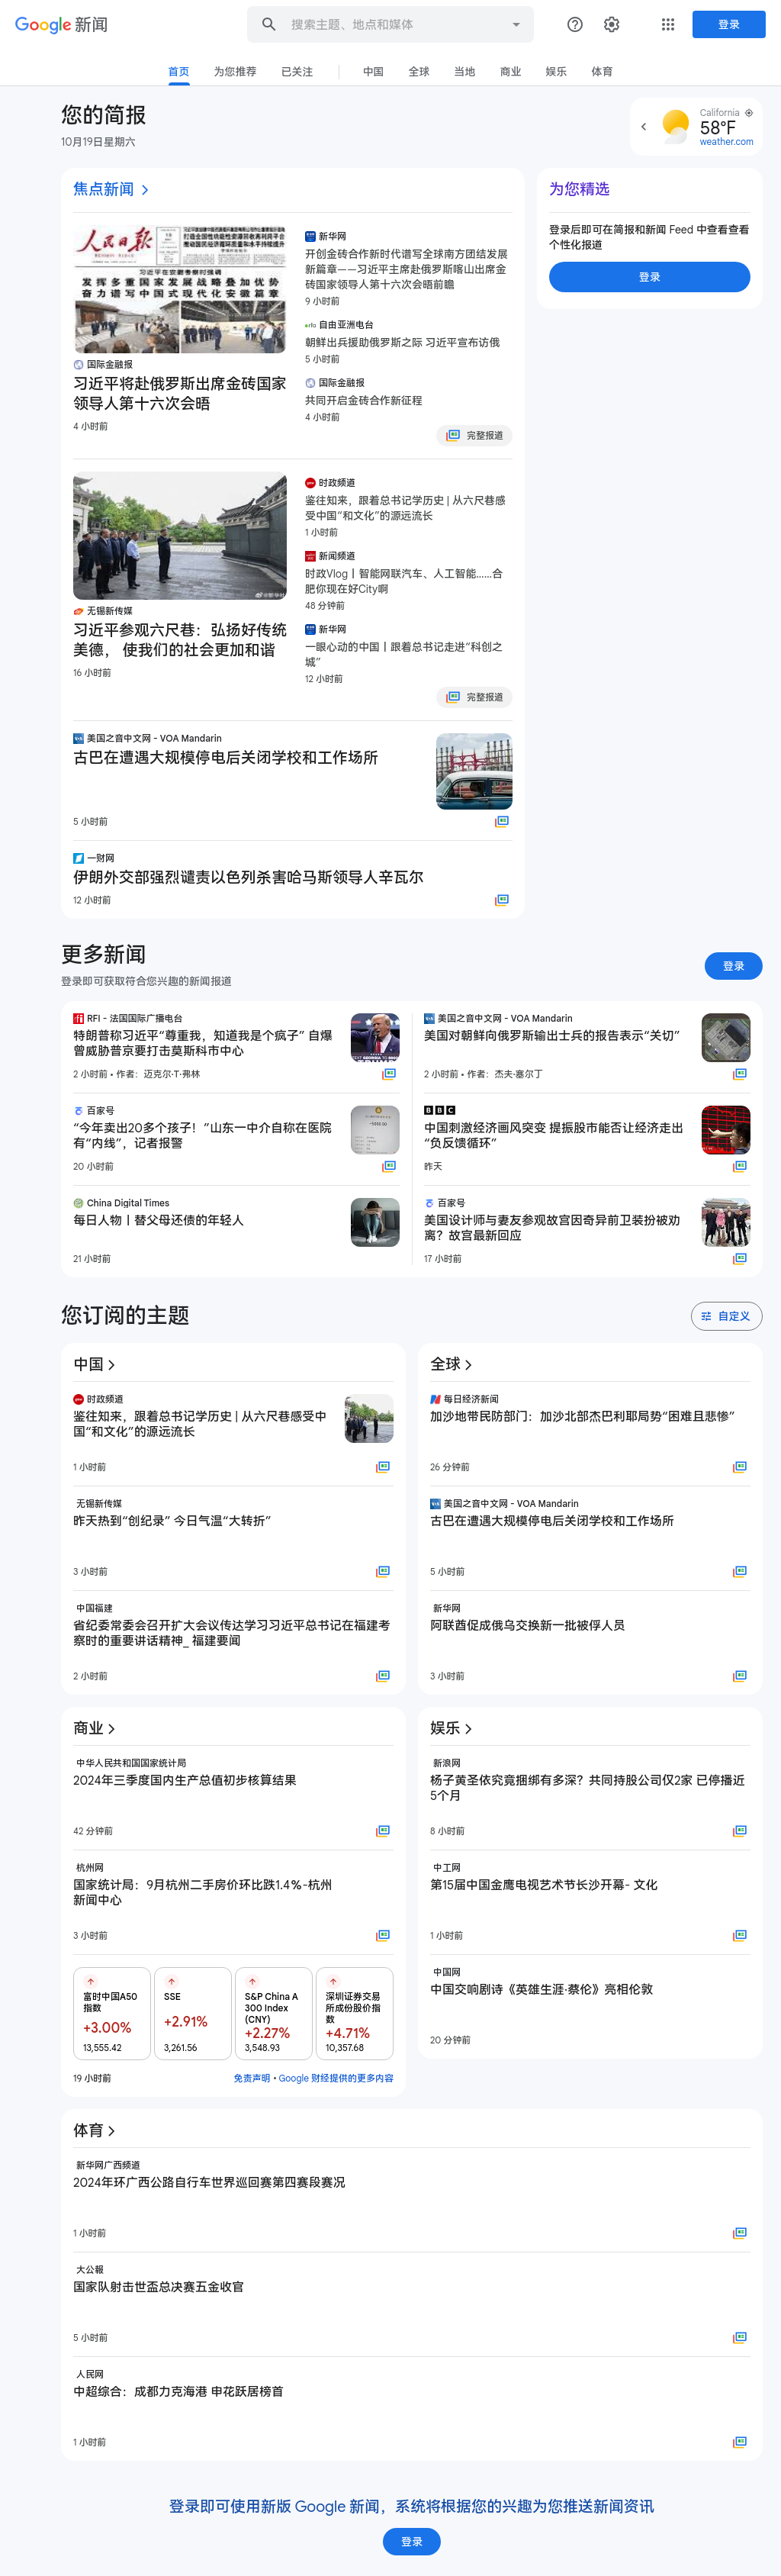 Google 新闻
搜索主题、地点和媒体
登录
首页 为您推荐 已关注 中国 全球 当地 商业 娱乐 体育
您的简报
10月19日星期六
California
58°F
weather.com
焦点新闻
人民日报
习近平在安徽考察时强调
发挥多重国家发展战略叠加优势
奋力谱写中国式现代化安徽篇章
国际金融报
习近平将赴俄罗斯出席金砖国家
领导人第十六次会晤
4 小时前
新华网
开创金砖合作新时代谱写全球南方团结发展
新篇章——习近平主席赴俄罗斯喀山出席金
砖国家领导人第十六次会晤前瞻
9 小时前
自由亚洲电台
朝鲜出兵援助俄罗斯之际 习近平宣布访俄
5 小时前
国际金融报
共同开启金砖合作新征程
4 小时前
完整报道
为您精选
登录后即可在简报和新闻 Feed 中查看查看
个性化报道
登录
无锡新传媒
习近平参观六尺巷：弘扬好传统
美德， 使我们的社会更加和谐
16 小时前
时政频道
鉴往知来，跟着总书记学历史 | 从六尺巷感
受中国“和文化”的源远流长
1 小时前
新闻频道
时政Vlog丨智能网联汽车、人工智能……合
肥你现在好City啊
48 分钟前
新华网
一眼心动的中国丨跟着总书记走进“科创之
城”
12 小时前
完整报道
美国之音中文网 - VOA Mandarin
古巴在遭遇大规模停电后关闭学校和工作场所
5 小时前
一财网
伊朗外交部强烈谴责以色列杀害哈马斯领导人辛瓦尔
12 小时前
更多新闻
登录即可获取符合您兴趣的新闻报道
登录
RFI - 法国国际广播电台
特朗普称习近平“尊重我，知道我是个疯子” 自爆
曾威胁普京要打击莫斯科市中心
2 小时前 • 作者：迈克尔·T·弗林
美国之音中文网 - VOA Mandarin
美国对朝鲜向俄罗斯输出士兵的报告表示“关切”
2 小时前 • 作者：杰夫·塞尔丁
百家号
“今年卖出20多个孩子！”山东一中介自称在医院
有“内线”，记者报警
20 小时前
BBC
中国刺激经济画风突变 提振股市能否让经济走出
“负反馈循环”
昨天
China Digital Times
每日人物丨替父母还债的年轻人
21 小时前
百家号
美国设计师与妻友参观故宫因奇异前卫装扮被劝
离？故宫最新回应
17 小时前
您订阅的主题
自定义
中国
时政频道
鉴往知来，跟着总书记学历史 | 从六尺巷感受中
国“和文化”的源远流长
1 小时前
无锡新传媒
昨天热到“创纪录” 今日气温“大转折”
3 小时前
中国福建
省纪委常委会召开扩大会议传达学习习近平总书记在福建考
察时的重要讲话精神_ 福建要闻
2 小时前
全球
每日经济新闻
加沙地带民防部门：加沙北部杰巴利耶局势“困难且悲惨”
26 分钟前
美国之音中文网 - VOA Mandarin
古巴在遭遇大规模停电后关闭学校和工作场所
5 小时前
新华网
阿联酋促成俄乌交换新一批被俘人员
3 小时前
商业
中华人民共和国国家统计局
2024年三季度国内生产总值初步核算结果
42 分钟前
杭州网
国家统计局：9月杭州二手房价环比跌1.4％-杭州
新闻中心
3 小时前
富时中国A50
指数
+3.00%
13,555.42
SSE
+2.91%
3,261.56
S&P China A
300 Index
(CNY)
+2.27%
3,548.93
深圳证券交易
所成份股价指
数
+4.71%
10,357.68
19 小时前
免责声明 • Google 财经提供的更多内容
娱乐
新浪网
杨子黄圣依究竟捆绑有多深？共同持股公司仅2家 已停播近
5个月
8 小时前
中工网
第15届中国金鹰电视艺术节长沙开幕- 文化
1 小时前
中国网
中国交响剧诗《英雄生涯·蔡伦》亮相伦敦
20 分钟前
体育
新华网广西频道
2024年环广西公路自行车世界巡回赛第四赛段赛况
1 小时前
大公報
国家队射击世盃总决赛五金收官
5 小时前
人民网
中超综合：成都力克海港 申花跃居榜首
1 小时前
登录即可使用新版 Google 新闻，系统将根据您的兴趣为您推送新闻资讯
登录